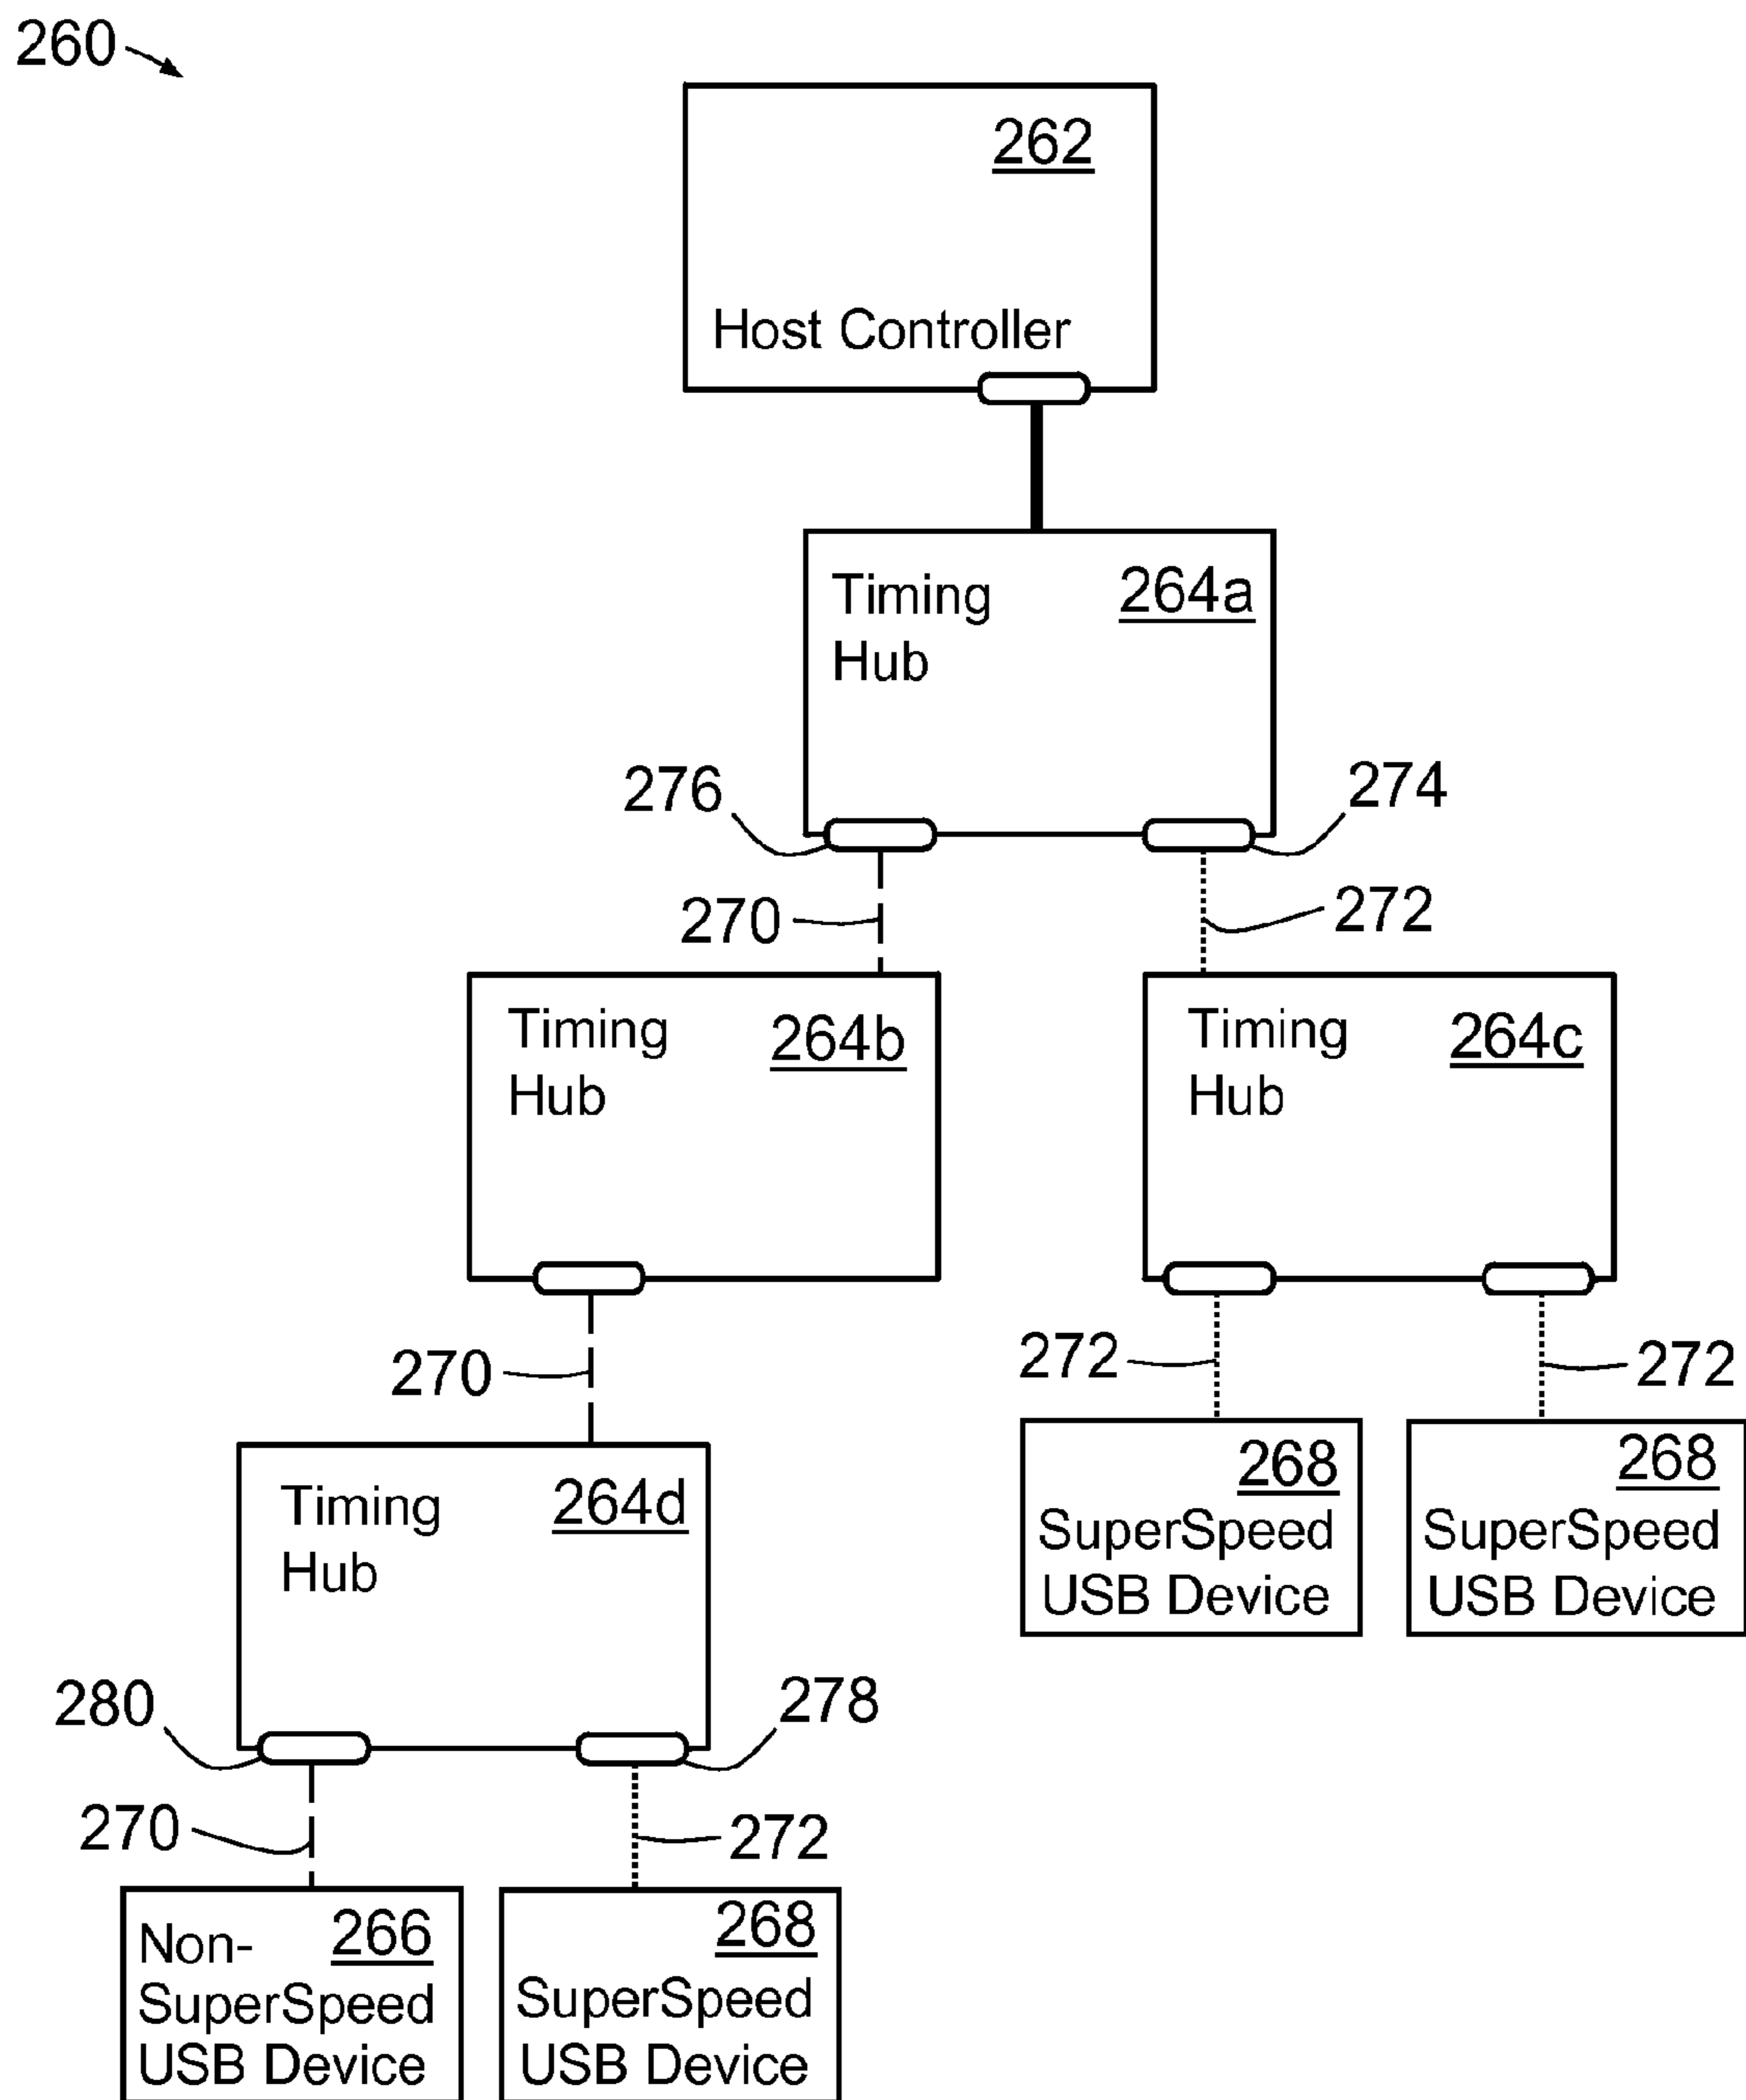 260
262
Host Controller
Timing
Hub
264a
276
274
270
272
Timing
Hub
264b
Timing
Hub
264c
270
272
272
Timing
Hub
264d
268
SuperSpeed
USB Device
268
SuperSpeed
USB Device
280
278
270
272
Non-
SuperSpeed
USB Device
266
268
SuperSpeed
USB Device